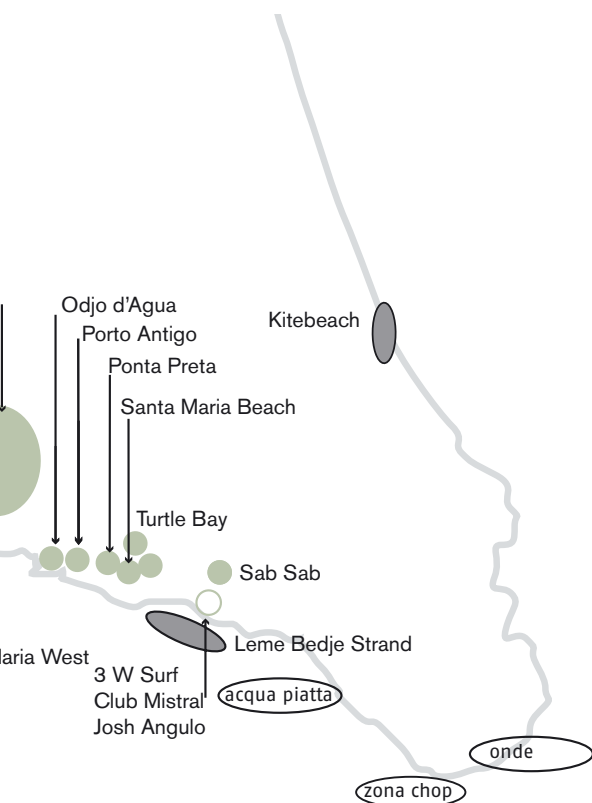 Odjo d'Agua
Kitebeach
Porto Antigo
Ponta Preta
Santa Maria Beach
Turtle Bay
Sab Sab
Leme Bedje Strand
West
3 W Surf
Club Mistral
Josh Angulo
acqua piatta
onde
zona chop